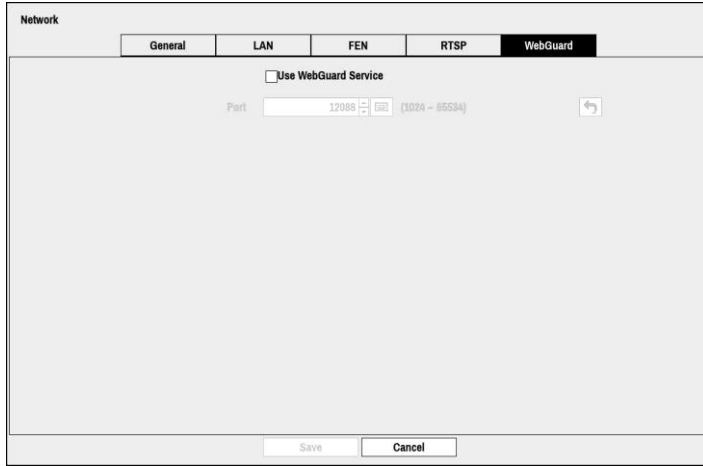 Network
General LAN FEN RTSP WebGuard
Use WebGuard Service
Port 12088 (1024 ~ 65534)
Save Cancel